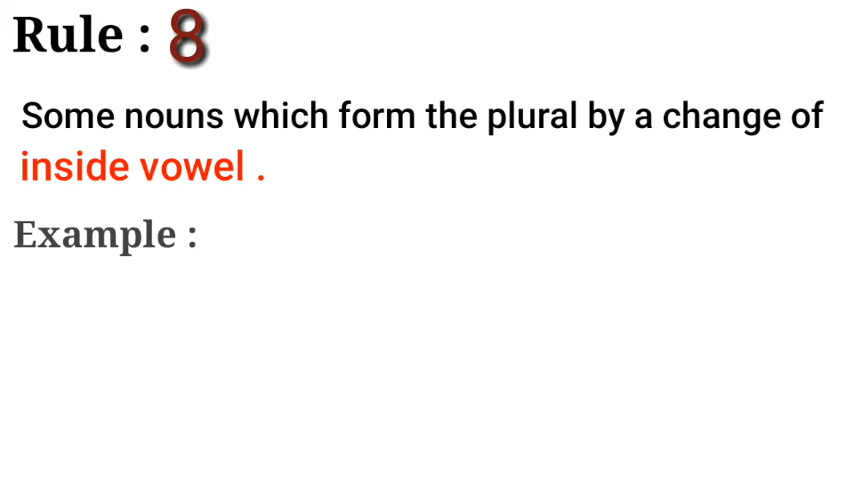 Rule : 8
Some nouns which form the plural by a change of
inside vowel .
Example :